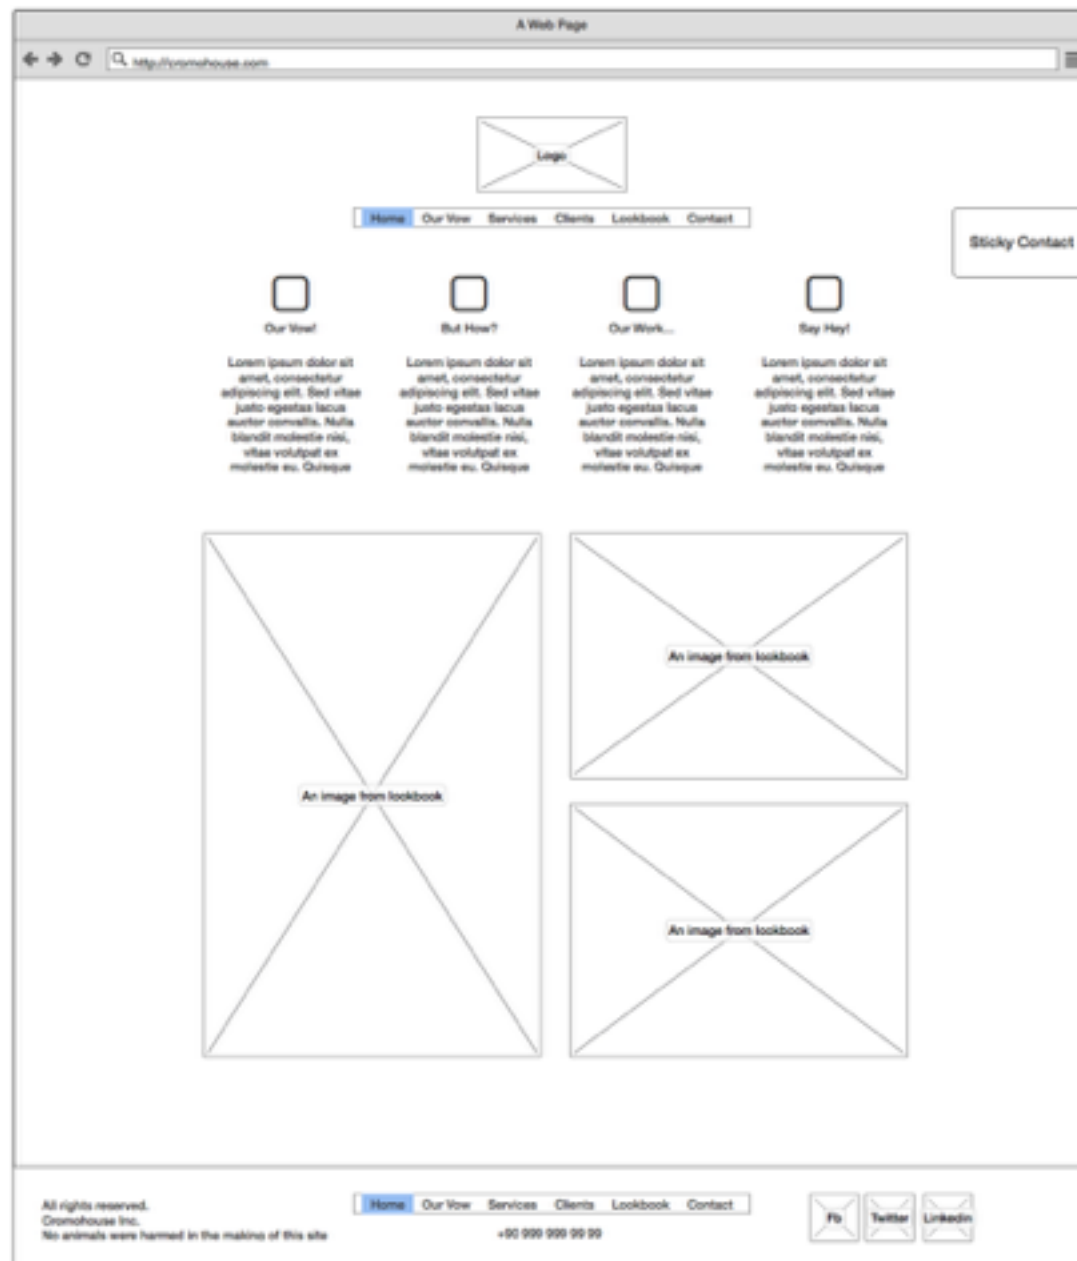 A Web Page
http://cromohouse.com
Logo
Home Our Vow Services Clients Lookbook Contact
Sticky Contact
Our Vow!
Lorem ipsum dolor sit
amet, consectetur
adipiscing elit. Sed vitae
justo egestas lacus
auctor convallis. Nulla
blandit molestie nisi,
vitae volutpat ex
molestie eu. Quisque
But How?
Lorem ipsum dolor sit
amet, consectetur
adipiscing elit. Sed vitae
justo egestas lacus
auctor convallis. Nulla
blandit molestie nisi,
vitae volutpat ex
molestie eu. Quisque
Our Work...
Lorem ipsum dolor sit
amet, consectetur
adipiscing elit. Sed vitae
justo egestas lacus
auctor convallis. Nulla
blandit molestie nisi,
vitae volutpat ex
molestie eu. Quisque
Say Hey!
Lorem ipsum dolor sit
amet, consectetur
adipiscing elit. Sed vitae
justo egestas lacus
auctor convallis. Nulla
blandit molestie nisi,
vitae volutpat ex
molestie eu. Quisque
An image from lookbook
An image from lookbook
An image from lookbook
All rights reserved.
Cromohouse Inc.
No animals were harmed in the making of this site
Home Our Vow Services Clients Lookbook Contact
+90 999 999 99 99
Fb Twitter Linkedin